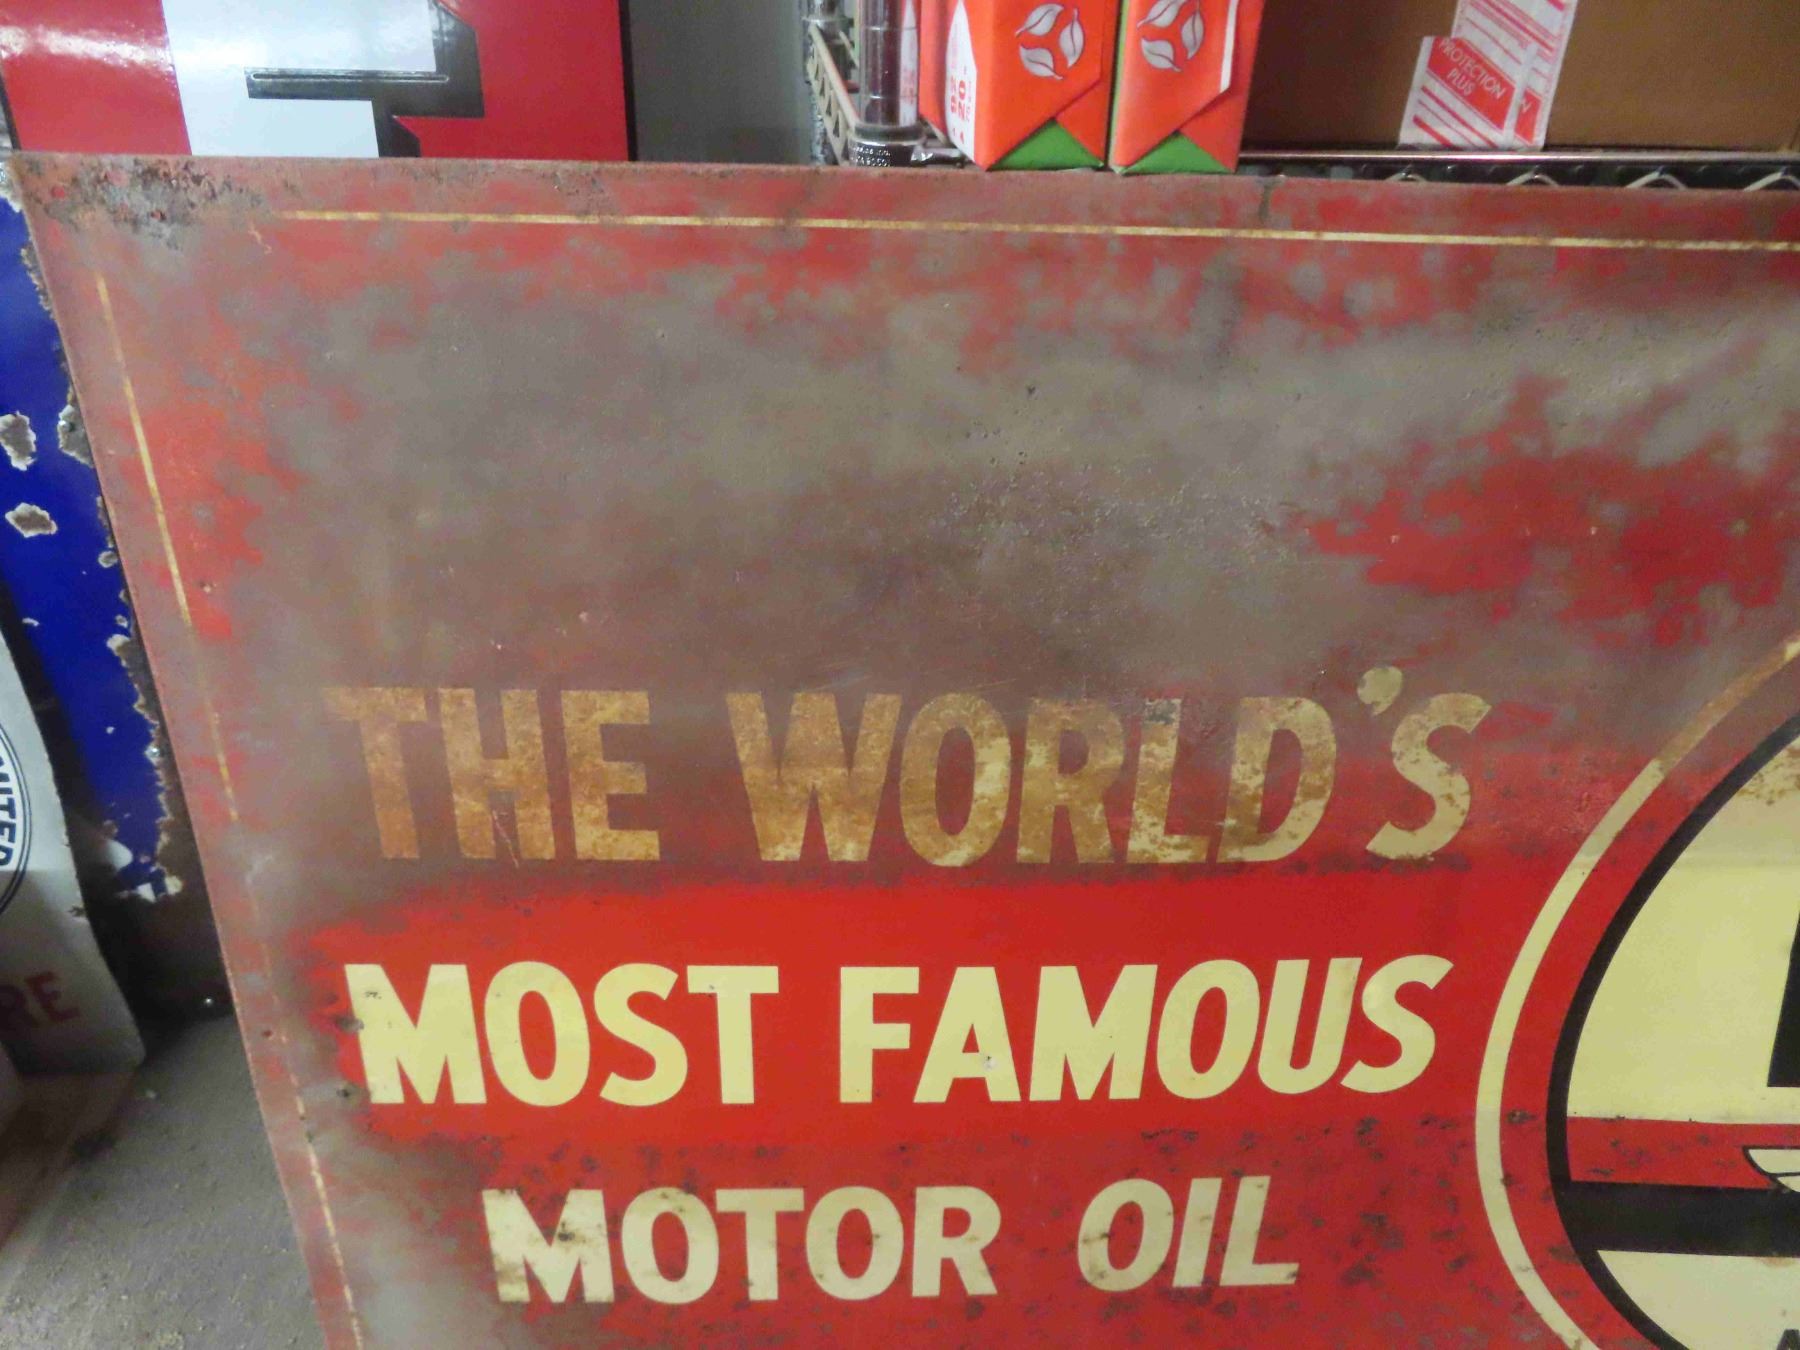 PROTECTION
PLUS
THE WORLD'S
MOST FAMOUS
MOTOR OIL